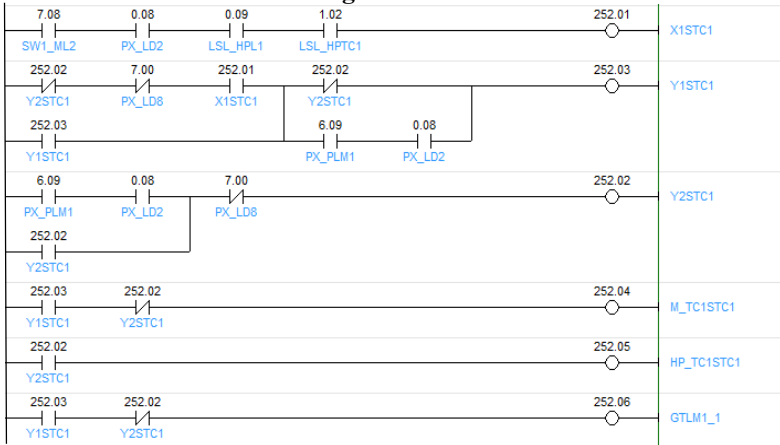 7.08 0.08 0.09 1.02 252.01
X1STC1
SW1_ML2 PX_LD2 LSL_HPL1 LSL_HPTC1
252.02 7.00 252.01 252.02 252.03
Y1STC1
Y2STC1 PX_LD8 X1STC1 Y2STC1
252.03 6.09 0.08
Y1STC1 PX_PLM1 PX_LD2
6.09 0.08 7.00 252.02
Y2STC1
PX_PLM1 PX_LD2 PX_LD8
252.02
Y2STC1
252.03 252.02 252.04
M_TC1STC1
Y1STC1 Y2STC1
252.02 252.05
HP_TC1STC1
Y2STC1
252.03 252.02 252.06
GTLM1_1
Y1STC1 Y2STC1